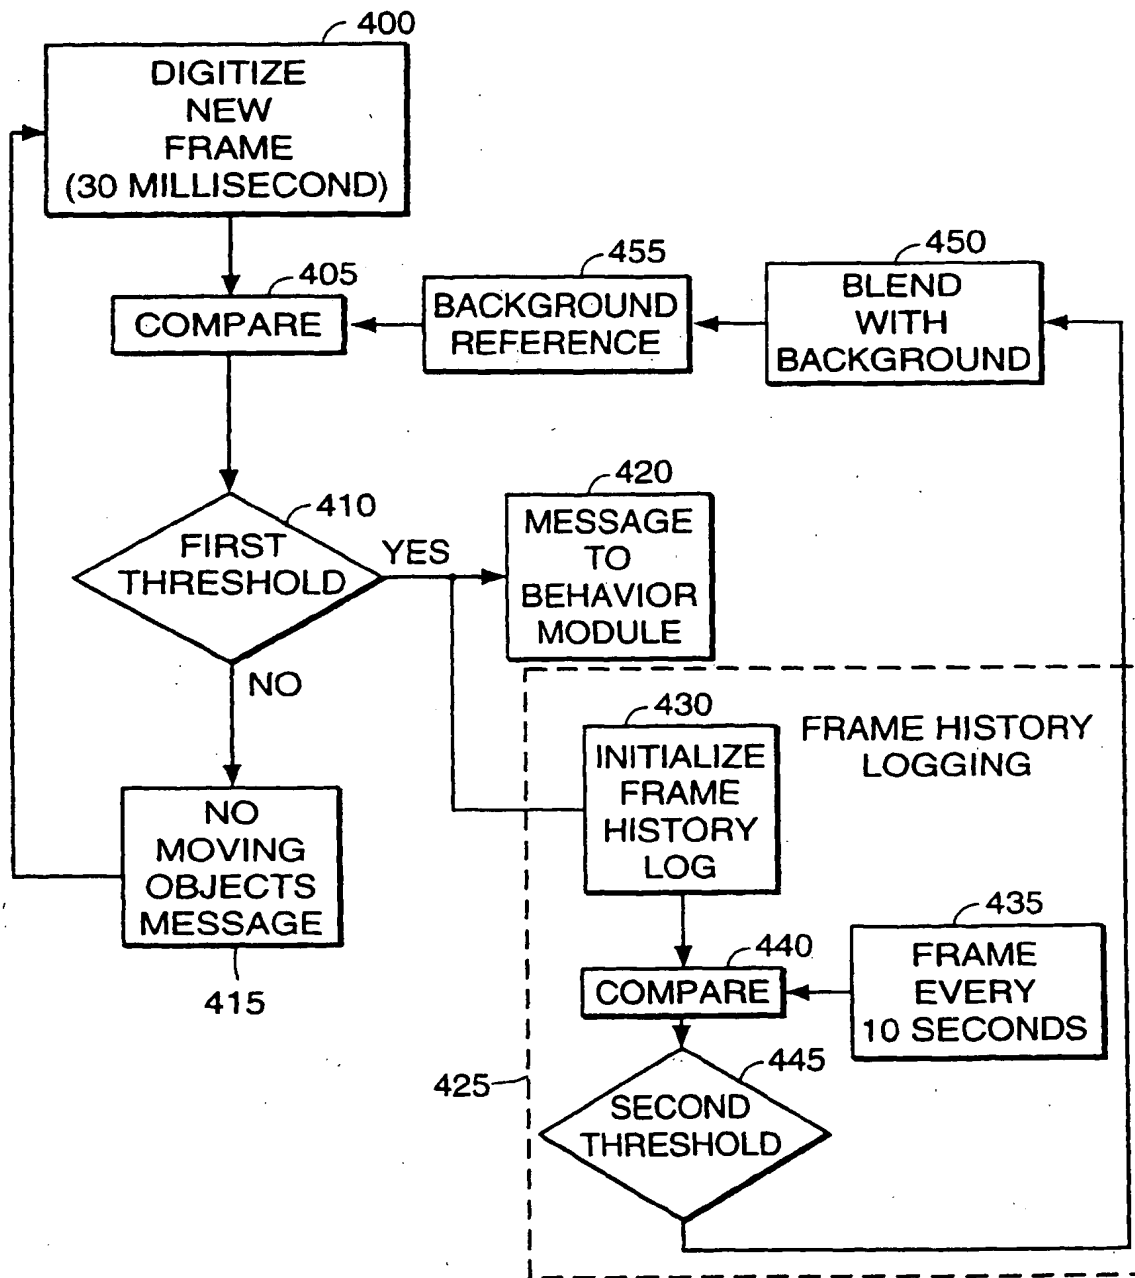 400
DIGITIZE
NEW
FRAME
(30 MILLISECOND)
405
COMPARE
455
BACKGROUND
REFERENCE
450
BLEND
WITH
BACKGROUND
410
FIRST
THRESHOLD
YES
NO
420
MESSAGE
TO
BEHAVIOR
MODULE
NO
MOVING
OBJECTS
MESSAGE
415
FRAME HISTORY
LOGGING
430
INITIALIZE
FRAME
HISTORY
LOG
435
FRAME
EVERY
10 SECONDS
440
COMPARE
425
445
SECOND
THRESHOLD